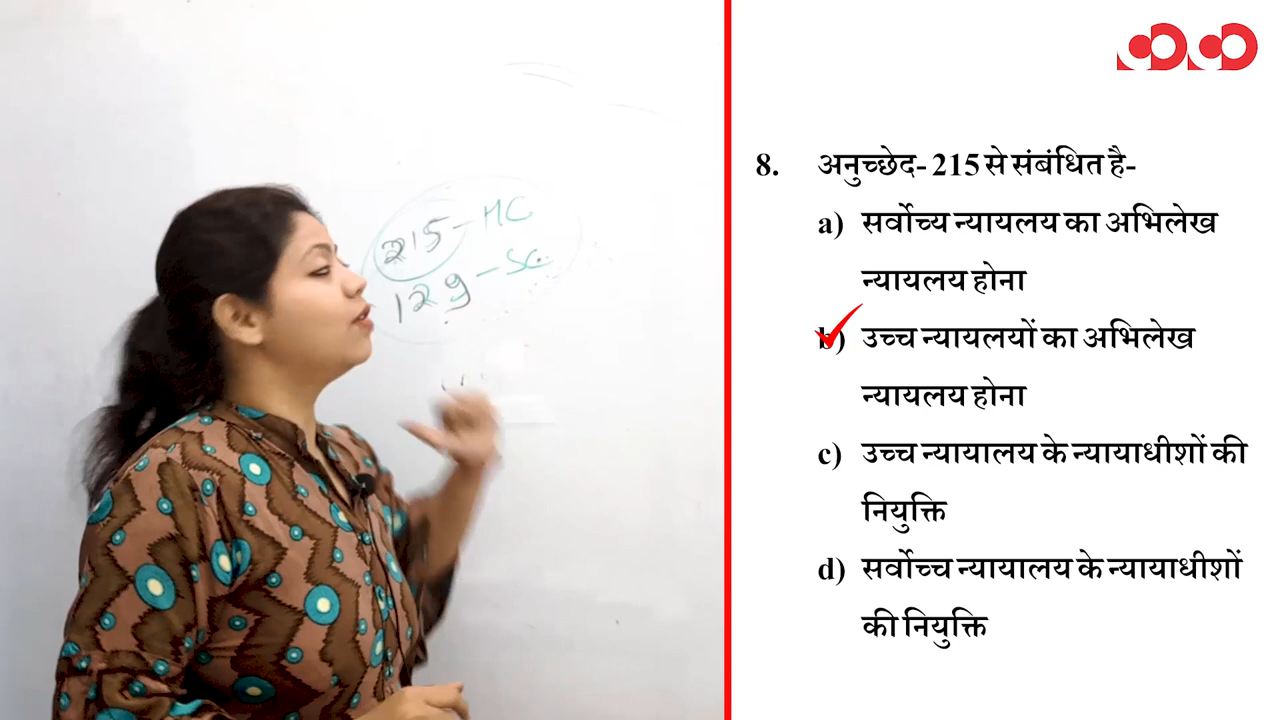 215 - HC
129 - SC
8. अनुच्छेद- 215 से संबंधित है-
a) सर्वोच्य न्यायलय का अभिलेख
न्यायलय होना
b) उच्च न्यायलयों का अभिलेख
न्यायलय होना
c) उच्च न्यायालय के न्यायाधीशों की
नियुक्ति
d) सर्वोच्च न्यायालय के न्यायाधीशों
की नियुक्ति